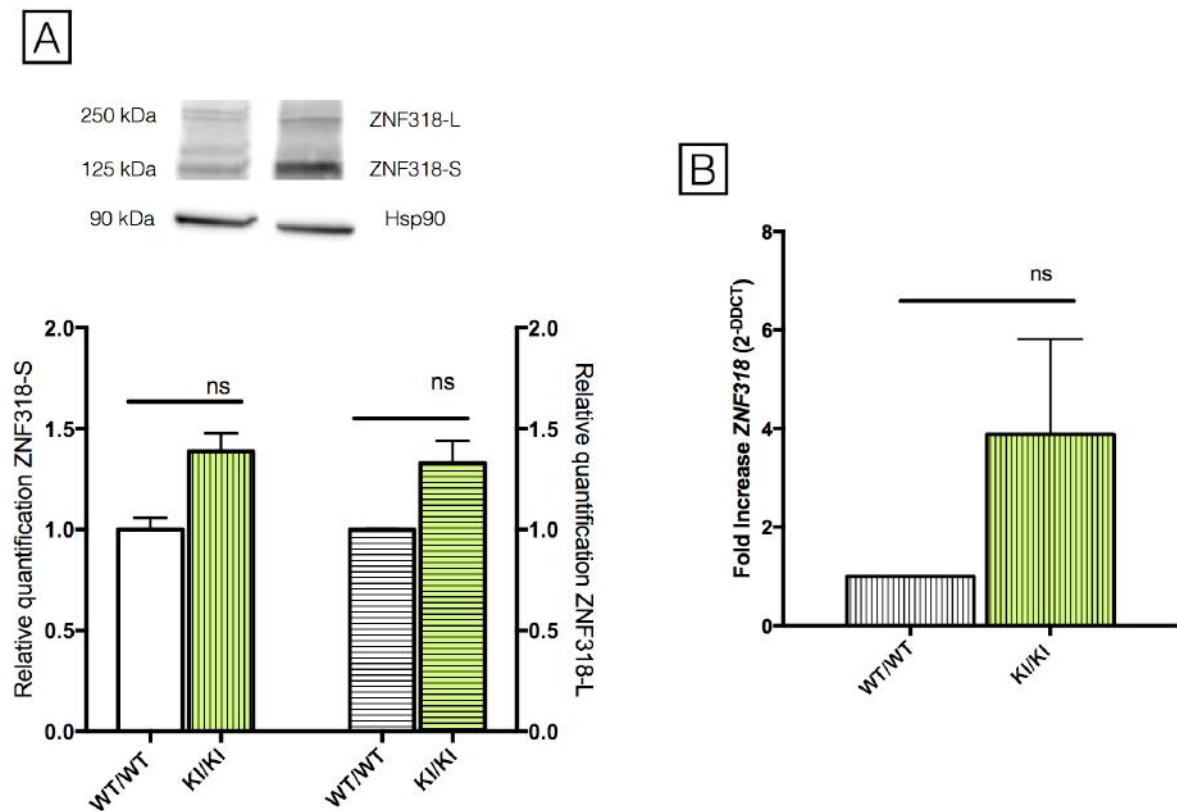 A
250 kDa
ZNF318-L
125 kDa
ZNF318-S
90 kDa
Hsp90
Relative quantification ZNF318-S
2.0
1.5
1.0
0.5
0.0
ns
ns
WT/WT
KI/KI
WT/WT
KI/KI
2.0
1.5
1.0
0.5
0.0
Relative quantification ZNF318-L
B
Fold Increase ZNF318 (2-DDCT)
8
6
4
2
0
ns
WT/WT
KI/KI